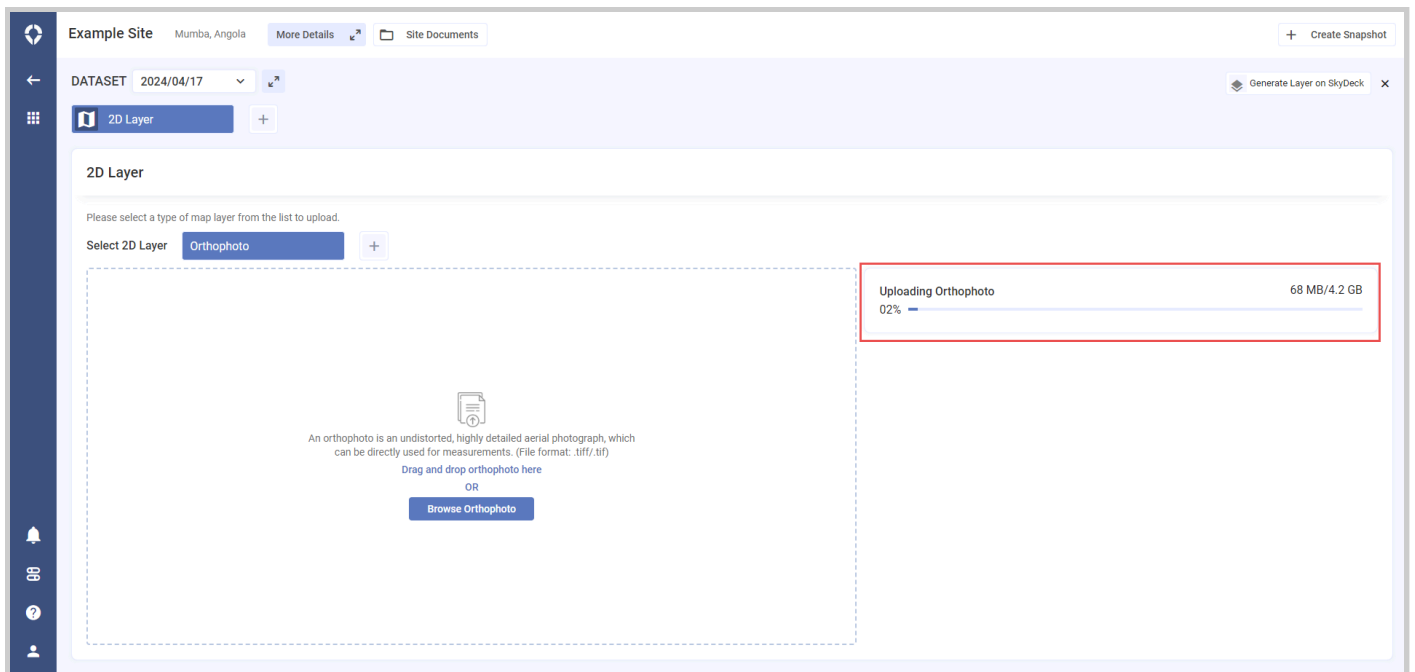 Example Site Mumba, Angola More Details Site Documents Create Snapshot
DATASET 2024/04/17 Generate Layer on SkyDeck
2D Layer
2D Layer
Please select a type of map layer from the list to upload.
Select 2D Layer Orthophoto
Uploading Orthophoto 68 MB/4.2 GB
02%
An orthophoto is an undistorted, highly detailed aerial photograph, which
can be directly used for measurements. (File format: .tiff/.tif)
Drag and drop orthophoto here
OR
Browse Orthophoto